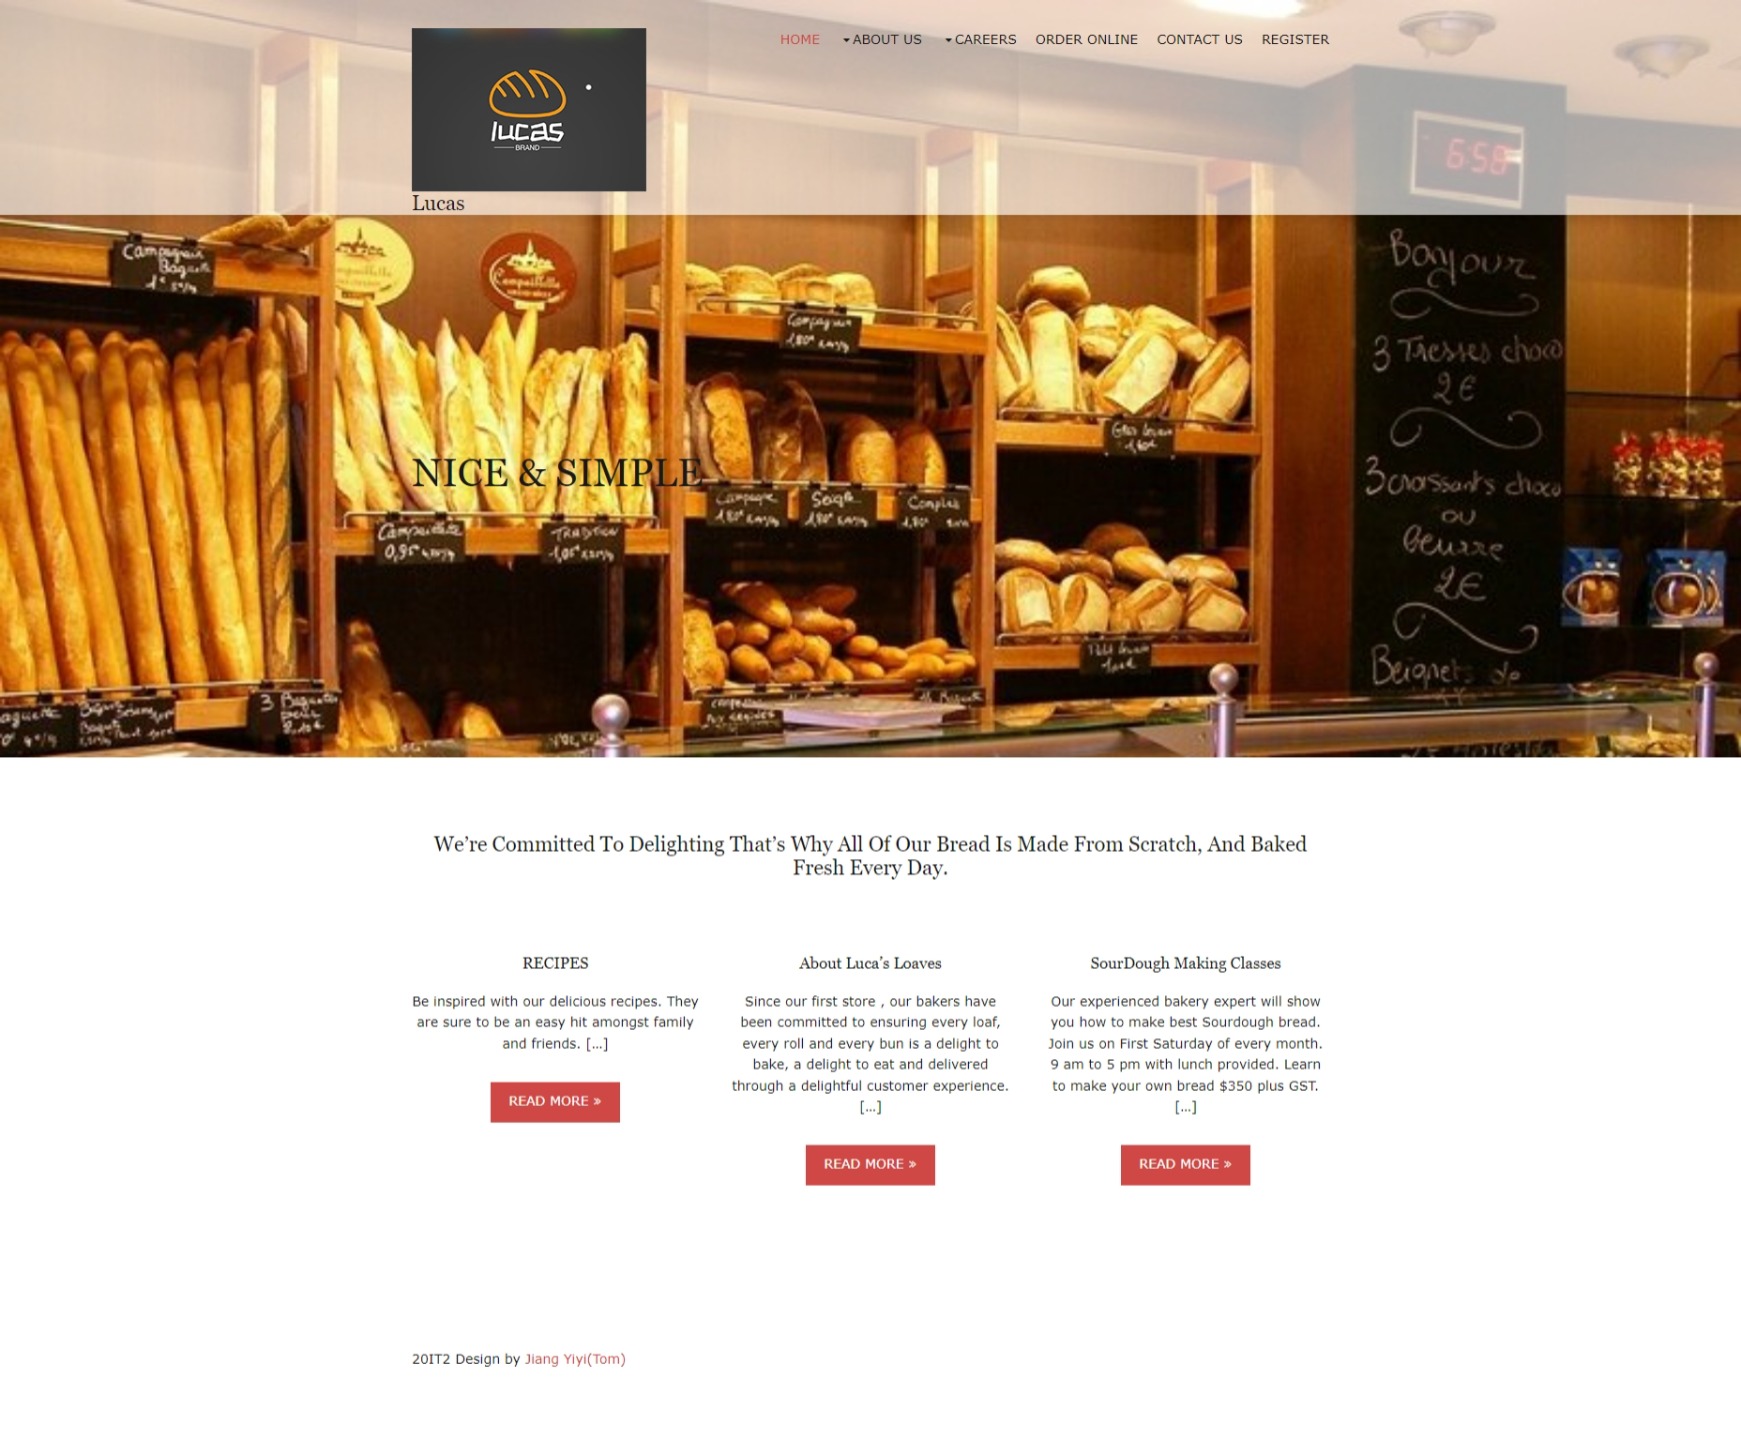 HOME ABOUT US CAREERS ORDER ONLINE CONTACT US REGISTER
lucas
BRAND
Lucas
6:58
Campagnain
Baguette
Bonjour
3 Tresses choco
2€
3 croissants choco
ou
beurre
2€
Beignets de
NICE & SIMPLE
Campagne
Seigle
Complet
1,80€
1,80€
1,80€
Campaillette
0,95€
TRADITION
1,05€
We’re Committed To Delighting That’s Why All Of Our Bread Is Made From Scratch, And Baked
Fresh Every Day.
RECIPES
Be inspired with our delicious recipes. They
are sure to be an easy hit amongst family
and friends. […]
READ MORE »
About Luca’s Loaves
Since our first store , our bakers have
been committed to ensuring every loaf,
every roll and every bun is a delight to
bake, a delight to eat and delivered
through a delightful customer experience.
[…]
READ MORE »
SourDough Making Classes
Our experienced bakery expert will show
you how to make best Sourdough bread.
Join us on First Saturday of every month.
9 am to 5 pm with lunch provided. Learn
to make your own bread $350 plus GST.
[…]
READ MORE »
20IT2 Design by Jiang Yiyi(Tom)